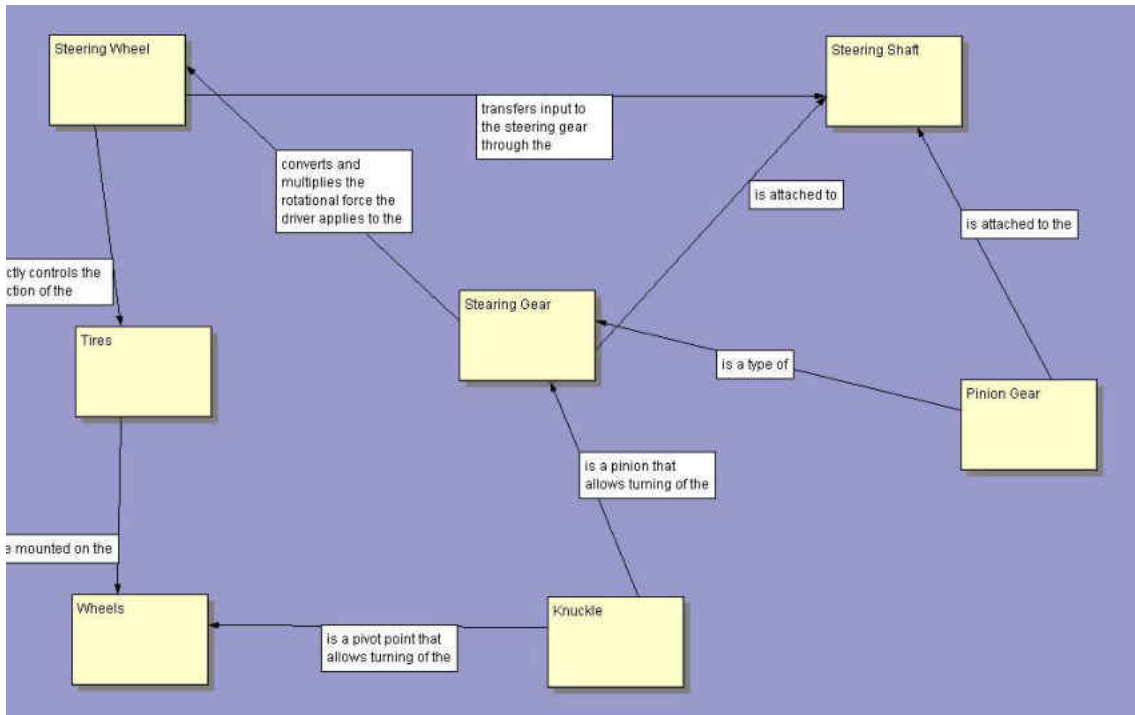 Steering Wheel
Steering Shaft
transfers input to
the steering gear
through the
converts and
multiplies the
rotational force the
driver applies to the
is attached to
is attached to the
ctly controls the
ction of the
Stearing Gear
Tires
is a type of
Pinion Gear
is a pinion that
allows turning of the
e mounted on the
Wheels
Knuckle
is a pivot point that
allows turning of the